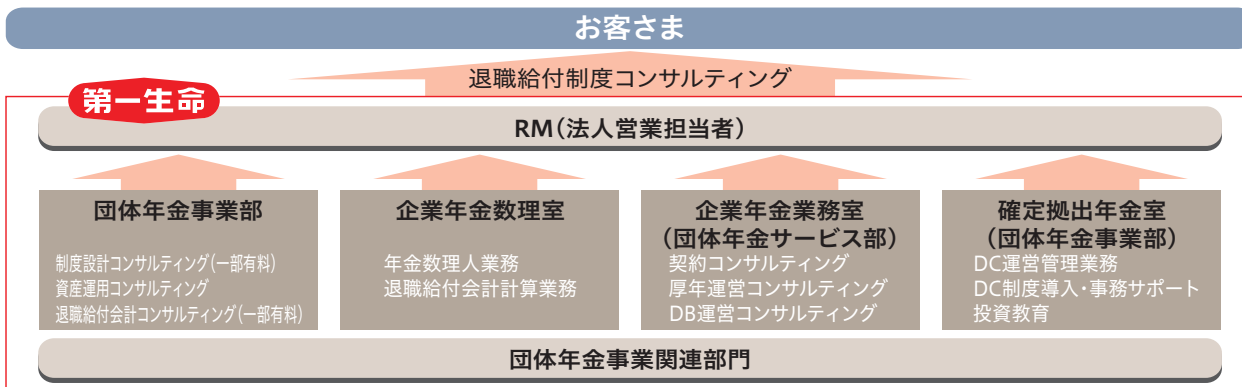 お客さま
退職給付制度コンサルティング
第一生命
RM(法人営業担当者)
団体年金事業部
制度設計コンサルティング(一部有料)
資産運用コンサルティング
退職給付会計コンサルティング(一部有料)
企業年金数理室
年金数理人業務
退職給付会計計算業務
企業年金業務室
(団体年金サービス部)
契約コンサルティング
厚年運営コンサルティング
DB運営コンサルティング
確定拠出年金室
(団体年金事業部)
DC運営管理業務
DC制度導入・事務サポート
投資教育
団体年金事業関連部門